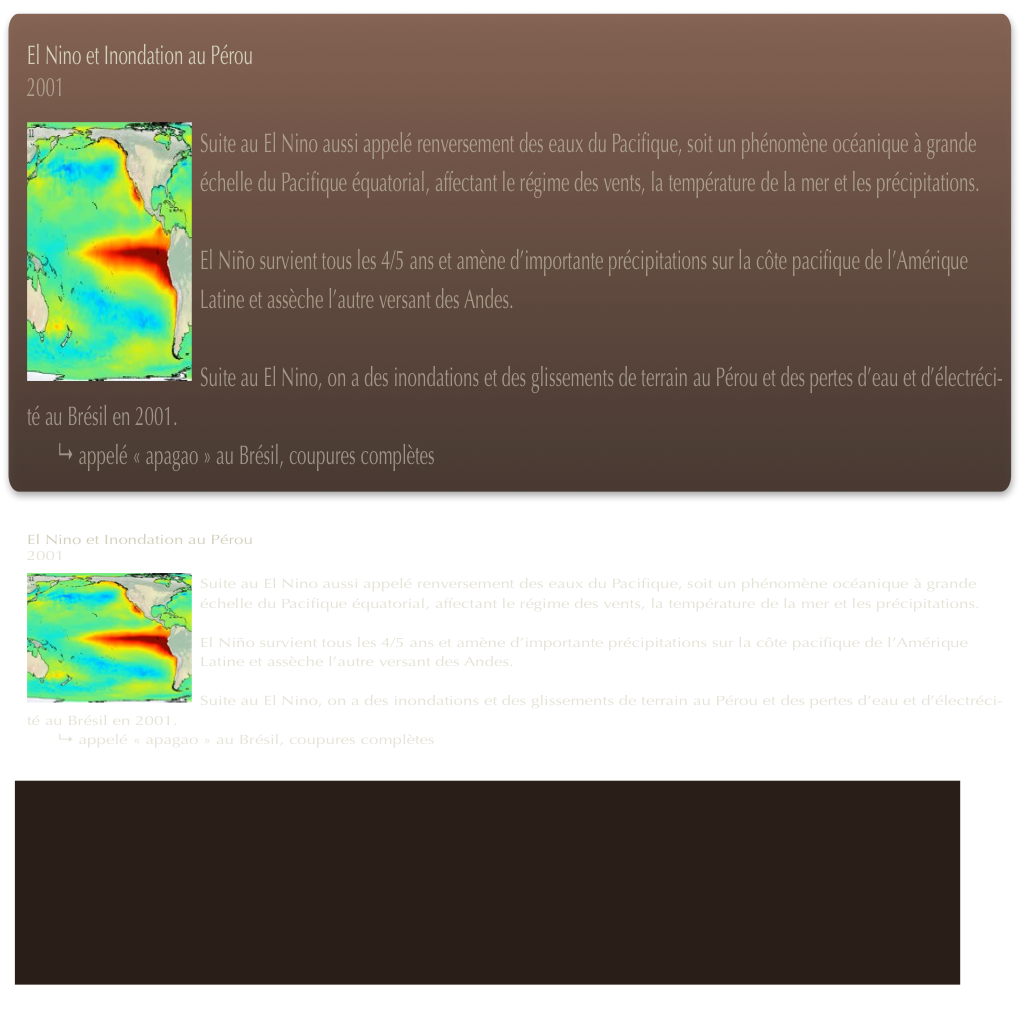 El Nino et Inondation au Pérou
2001
Suite au El Nino aussi appelé renversement des eaux du Pacifique, soit un phénomène océanique à grande
échelle du Pacifique équatorial, affectant le régime des vents, la température de la mer et les précipitations.
El Niño survient tous les 4/5 ans et amène d’importante précipitations sur la côte pacifique de l’Amérique
Latine et assèche l’autre versant des Andes.
Suite au El Nino, on a des inondations et des glissements de terrain au Pérou et des pertes d’eau et d’électréci-
té au Brésil en 2001.
↳ appelé « apagao » au Brésil, coupures complètes
El Nino et Inondation au Pérou
2001
Suite au El Nino aussi appelé renversement des eaux du Pacifique, soit un phénomène océanique à grande
échelle du Pacifique équatorial, affectant le régime des vents, la température de la mer et les précipitations.
El Niño survient tous les 4/5 ans et amène d’importante précipitations sur la côte pacifique de l’Amérique
Latine et assèche l’autre versant des Andes.
Suite au El Nino, on a des inondations et des glissements de terrain au Pérou et des pertes d’eau et d’électréci-
té au Brésil en 2001.
↳ appelé « apagao » au Brésil, coupures complètes